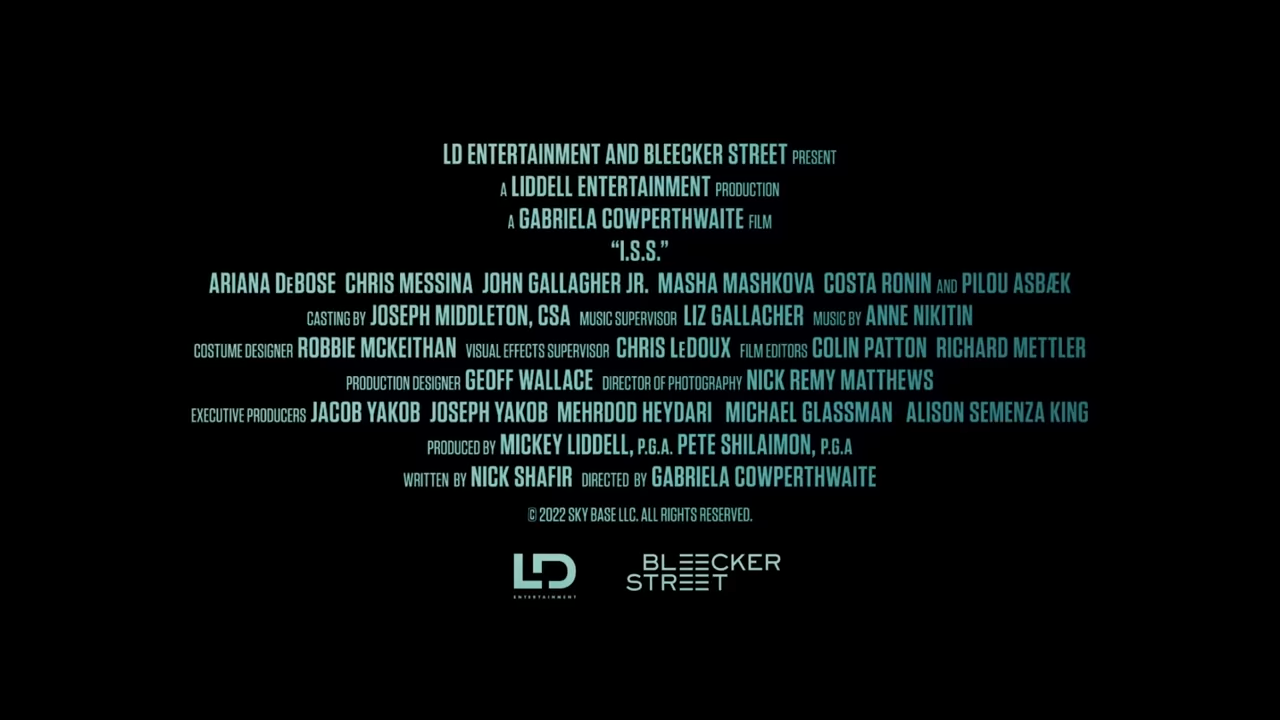 LD ENTERTAINMENT AND BLEECKER STREET PRESENT
A LIDDELL ENTERTAINMENT PRODUCTION
A GABRIELA COWPERTHWAITE FILM
“I.S.S.”
ARIANA DeBOSE CHRIS MESSINA JOHN GALLAGHER JR. MASHA MASHKOVA COSTA RONIN AND PILOU ASBÆK
CASTING BY JOSEPH MIDDLETON, CSA MUSIC SUPERVISOR LIZ GALLACHER MUSIC BY ANNE NIKITIN
COSTUME DESIGNER ROBBIE MCKEITHAN VISUAL EFFECTS SUPERVISOR CHRIS LeDOUX FILM EDITORS COLIN PATTON RICHARD METTLER
PRODUCTION DESIGNER GEOFF WALLACE DIRECTOR OF PHOTOGRAPHY NICK REMY MATTHEWS
EXECUTIVE PRODUCERS JACOB YAKOB JOSEPH YAKOB MEHRDOD HEYDARI MICHAEL GLASSMAN ALISON SEMENZA KING
PRODUCED BY MICKEY LIDDELL, P.G.A. PETE SHILAIMON, P.G.A
WRITTEN BY NICK SHAFIR DIRECTED BY GABRIELA COWPERTHWAITE
© 2022 SKY BASE LLC. ALL RIGHTS RESERVED.
LD
ENTERTAINMENT
BLEECKER
STREET